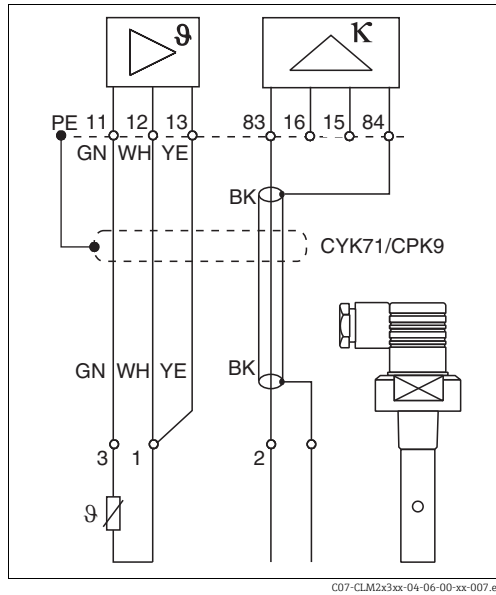 ϑ κ
PE 11 12 13 83 16 15 84
GN WH YE
BK
CYK71/CPK9
GN WH YE BK
3 1 2
ϑ
C07-CLM2x3xx-04-06-00-xx-007.e